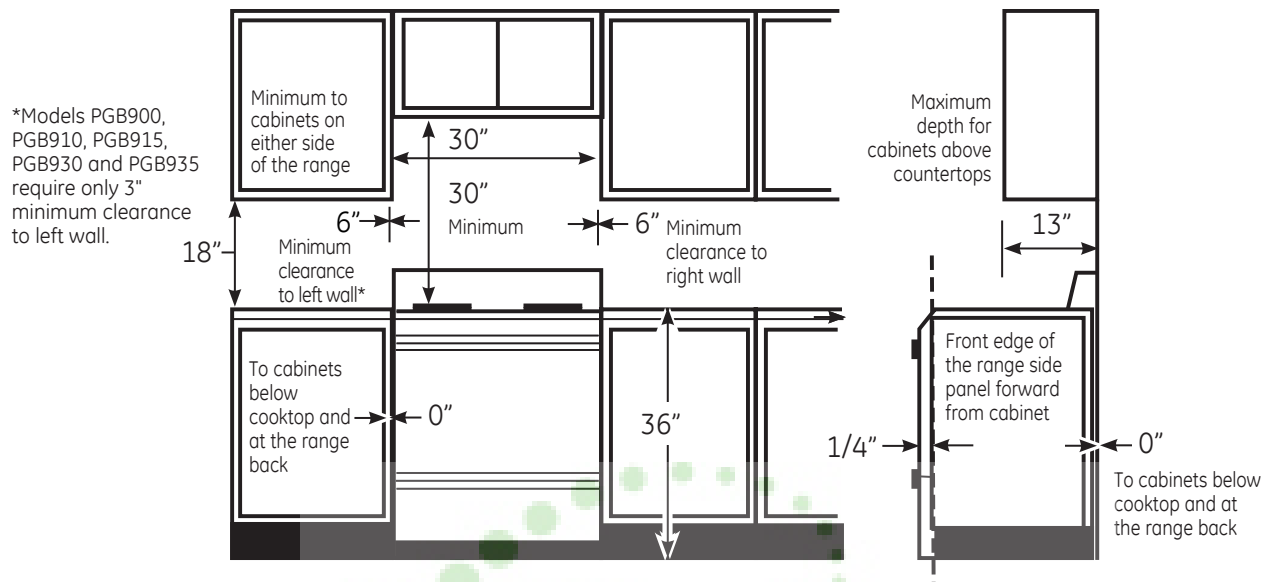 *Models PGB900,
PGB910, PGB915,
PGB930 and PGB935
require only 3"
minimum clearance
to left wall.
Minimum to
cabinets on
either side
of the range
30”
30”
Minimum
6”
Minimum
clearance
to left wall*
18”
6”
Minimum
clearance to
right wall
To cabinets
below
cooktop and
at the range
back
0”
36”
Maximum
depth for
cabinets above
countertops
13”
Front edge of
the range side
panel forward
from cabinet
1/4”
0”
To cabinets below
cooktop and at
the range back